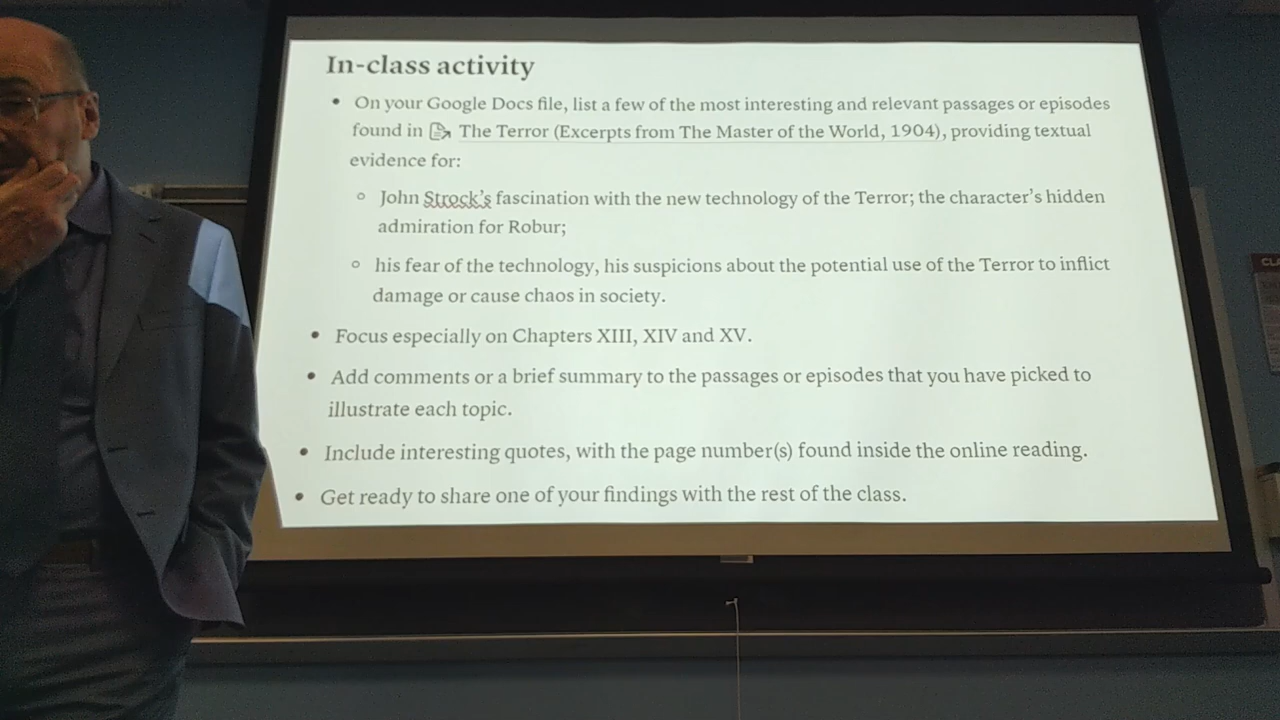 In-class activity
• On your Google Docs file, list a few of the most interesting and relevant passages or episodes
found in The Terror (Excerpts from The Master of the World, 1904), providing textual
evidence for:
○ John Strock's fascination with the new technology of the Terror; the character's hidden
admiration for Robur;
○ his fear of the technology, his suspicions about the potential use of the Terror to inflict
damage or cause chaos in society.
• Focus especially on Chapters XIII, XIV and XV.
• Add comments or a brief summary to the passages or episodes that you have picked to
illustrate each topic.
• Include interesting quotes, with the page number(s) found inside the online reading.
• Get ready to share one of your findings with the rest of the class.